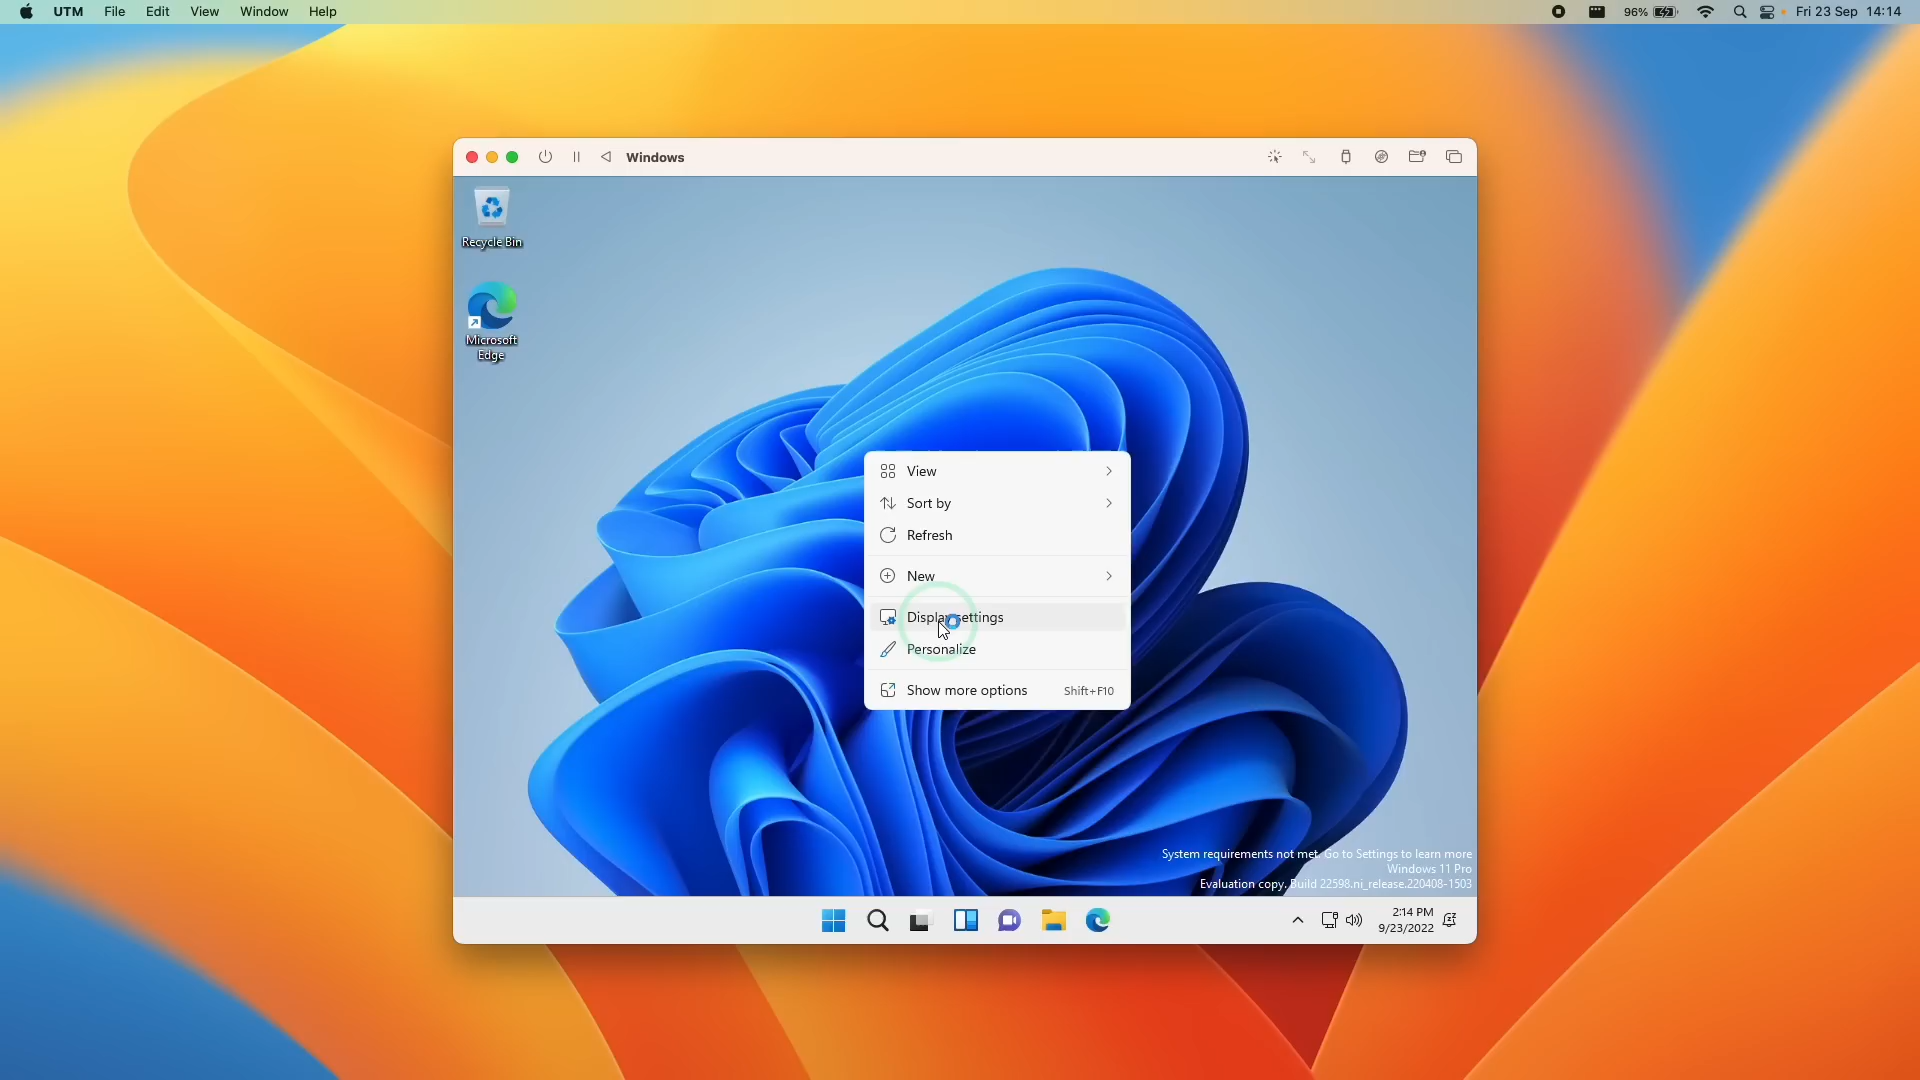 UTM File Edit View Window Help 96% Fri 23 Sep 14:14
Windows
Recycle Bin
Microsoft
Edge
View
Sort by
Refresh
New
Display settings
Personalize
Show more options Shift+F10
System requirements not met. Go to Settings to learn more
Windows 11 Pro
Evaluation copy. Build 22598.ni_release.220408-1503
2:14 PM
9/23/2022